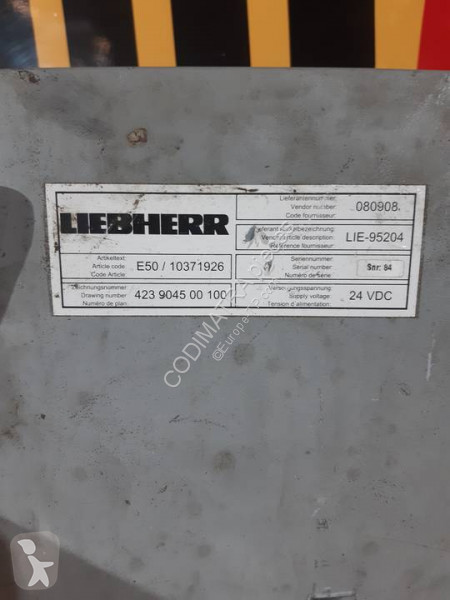 LIEBHERR
Lieferantennummer:
Vendor number:
Code fournisseur:
080908
Lieferantenartikelbezeichnung:
Vendor article description:
Référence fournisseur:
LIE-95204
Artikeltext
Article code
Code Article:
E50 / 10371926
Seriennummer:
Serial number:
Numéro de série:
Snr: 84
Zeichnungsnummer:
Drawing number
Numéro de plan:
423 9045 00 100
Versorgungsspannung:
Supply voltage:
Tension d'alimentation:
24 VDC
CODIMATRA